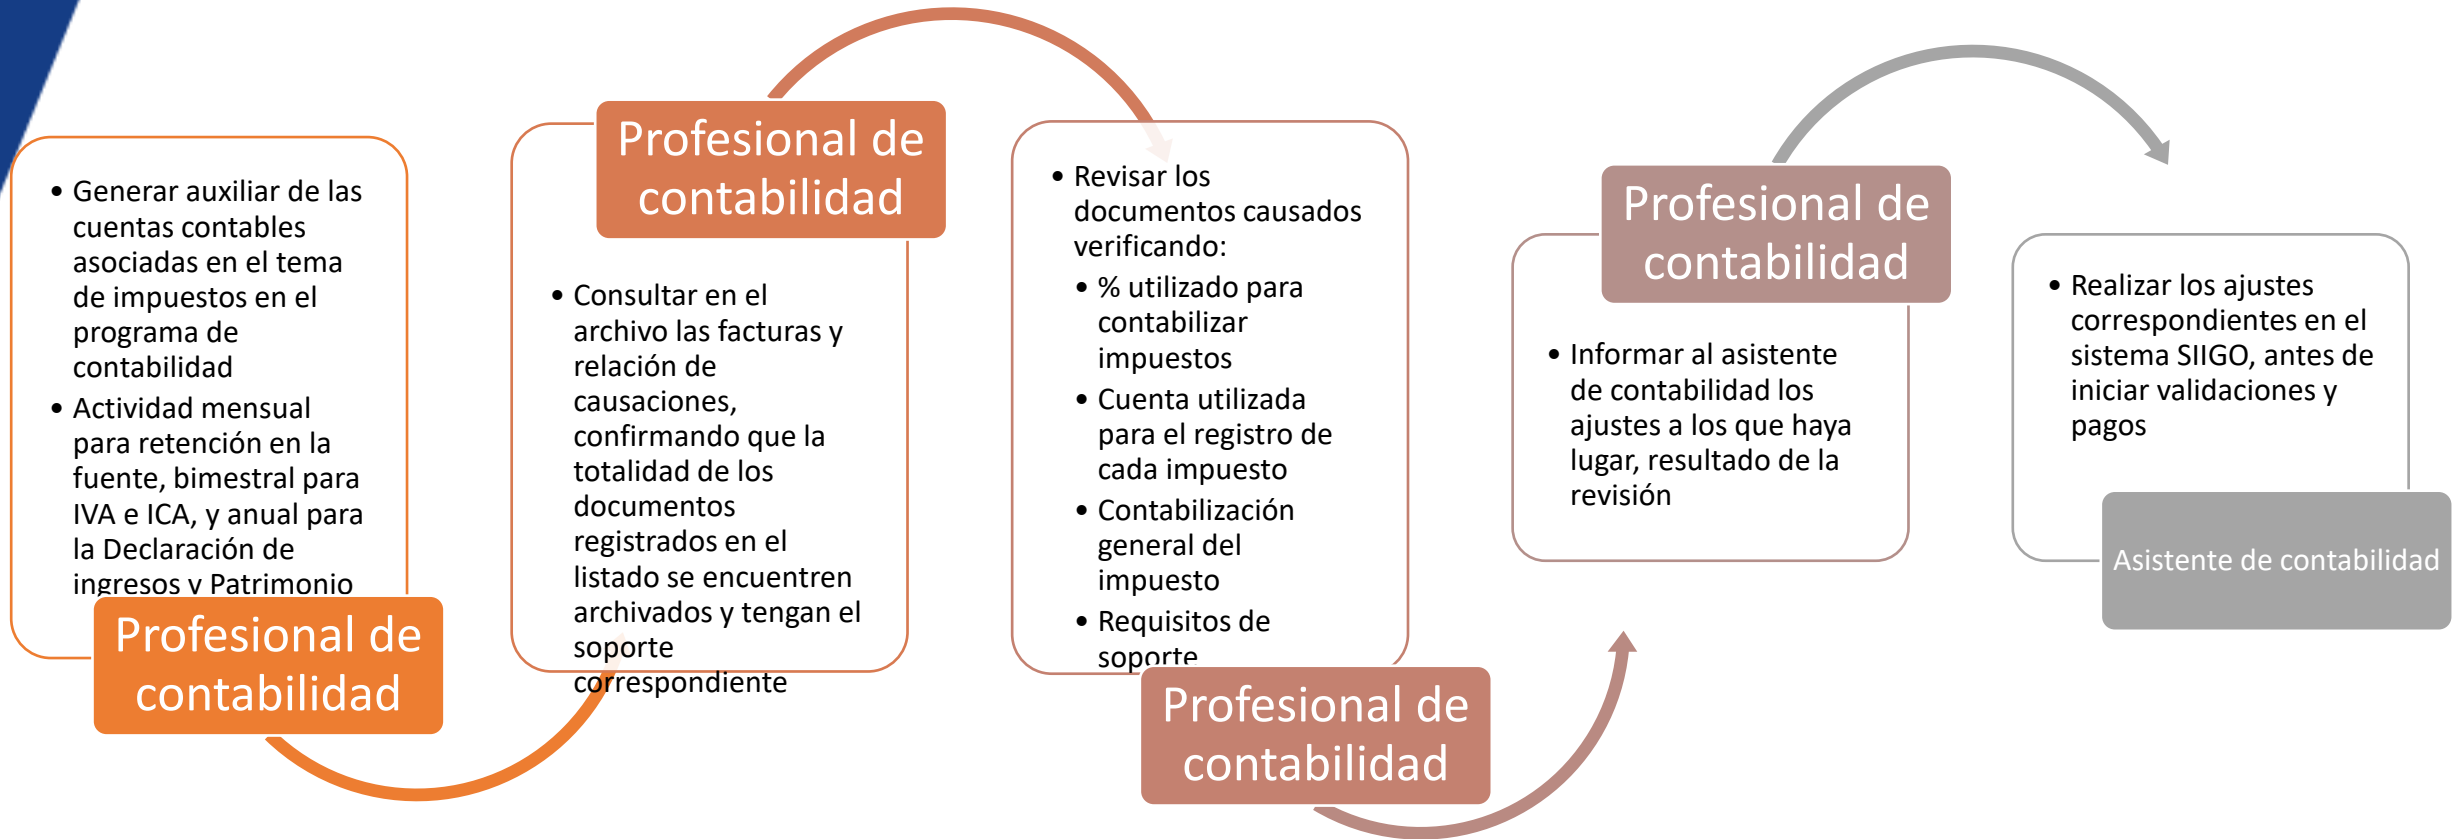 • Generar auxiliar de las
cuentas contables
asociadas en el tema
de impuestos en el
programa de
contabilidad
• Actividad mensual
para retención en la
fuente, bimestral para
IVA e ICA, y anual para
la Declaración de
ingresos y Patrimonio
Profesional de
contabilidad
Profesional de
contabilidad
• Consultar en el
archivo las facturas y
relación de
causaciones,
confirmando que la
totalidad de los
documentos
registrados en el
listado se encuentren
archivados y tengan el
soporte
correspondiente
• Revisar los
documentos causados
verificando:
• % utilizado para
contabilizar
impuestos
• Cuenta utilizada
para el registro de
cada impuesto
• Contabilización
general del
impuesto
• Requisitos de
soporte
Profesional de
contabilidad
Profesional de
contabilidad
• Informar al asistente
de contabilidad los
ajustes a los que haya
lugar, resultado de la
revisión
• Realizar los ajustes
correspondientes en el
sistema SIIGO, antes de
iniciar validaciones y
pagos
Asistente de contabilidad